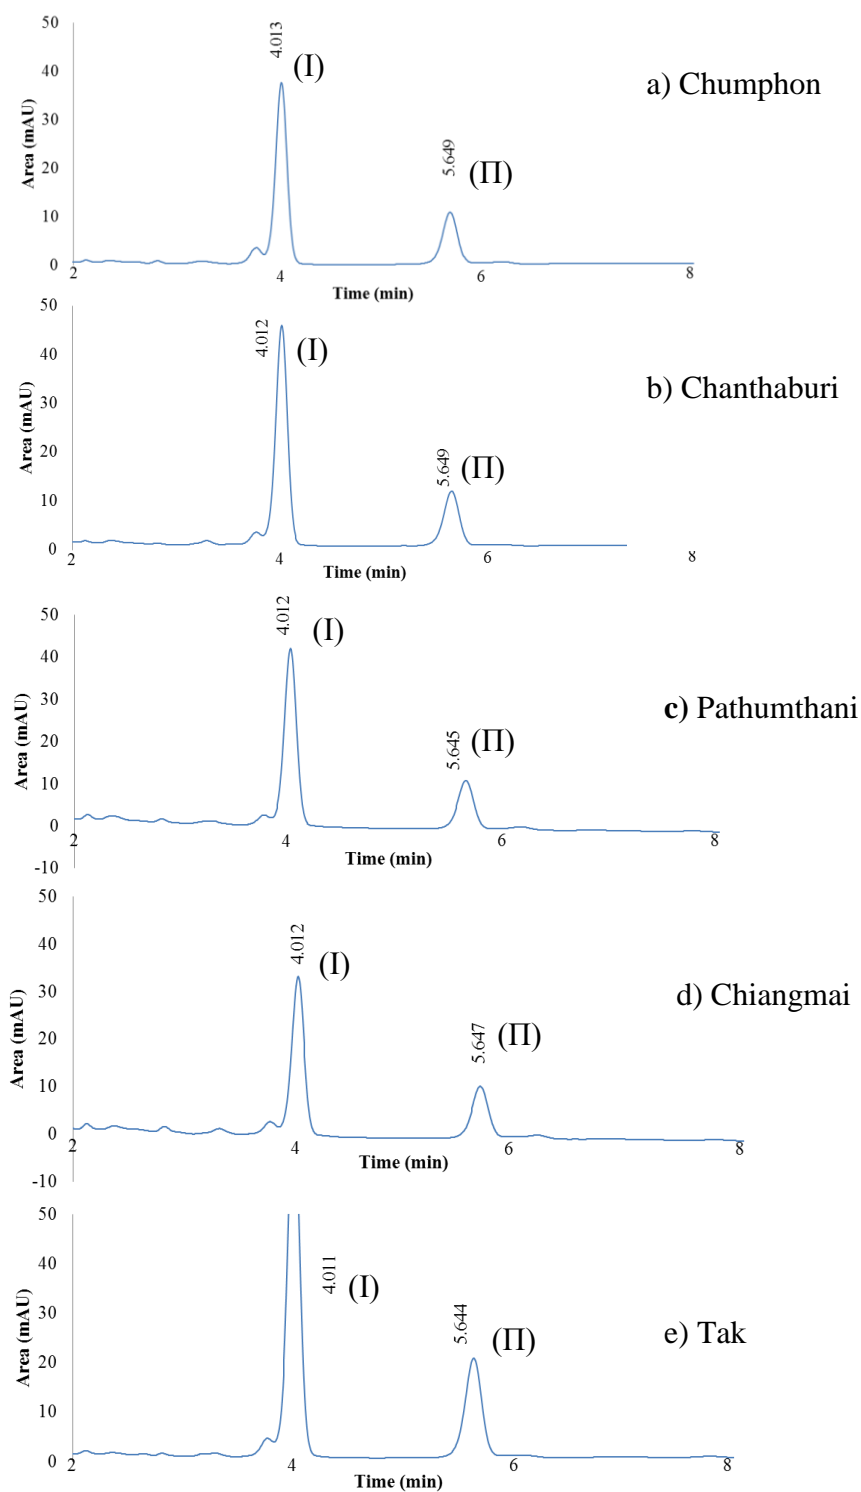 50
40
30
20
10
0
Area (mAU)
4.013
(I)
5.649
(Π)
a) Chumphon
2
4
6
8
Time (min)
50
40
30
20
10
0
Area (mAU)
4.012
(I)
5.649
(Π)
b) Chanthaburi
2
4
6
8
Time (min)
50
40
30
20
10
0
-10
Area (mAU)
4.012
(I)
5.645
(Π)
c) Pathumthani
2
4
6
8
Time (min)
50
40
30
20
10
0
-10
Area (mAU)
4.012
(I)
5.647
(Π)
d) Chiangmai
2
4
6
8
Time (min)
50
40
30
20
10
0
Area (mAU)
4.011
(I)
5.644
(Π)
e) Tak
2
4
6
8
Time (min)